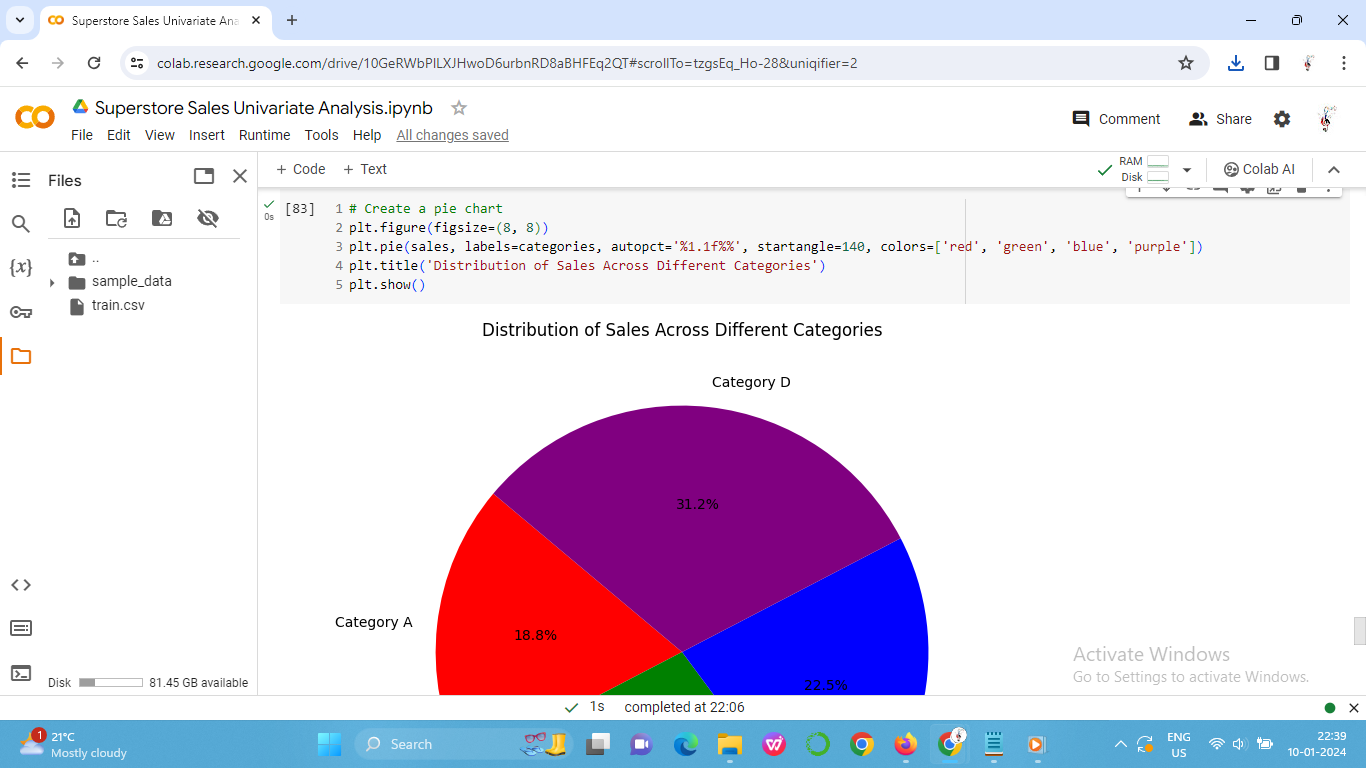 Superstore Sales Univariate Ana
colab.research.google.com/drive/10GeRWbPlLXJHwoD6urbnRD8aBHFEq2QT#scrollTo=tzgsEq_Ho-28&uniqifier=2
Superstore Sales Univariate Analysis.ipynb
File Edit View Insert Runtime Tools Help All changes saved
Comment Share
Files
+ Code + Text
RAM
Disk
Colab AI
..
sample_data
train.csv
[83]
0s
1 # Create a pie chart
2 plt.figure(figsize=(8, 8))
3 plt.pie(sales, labels=categories, autopct='%1.1f%%', startangle=140, colors=['red', 'green', 'blue', 'purple'])
4 plt.title('Distribution of Sales Across Different Categories')
5 plt.show()
Distribution of Sales Across Different Categories
Category D
31.2%
Category A
18.8%
22.5%
Activate Windows
Go to Settings to activate Windows.
Disk 81.45 GB available
1s completed at 22:06
1
21°C
Mostly cloudy
Search
ENG
US
22:39
10-01-2024